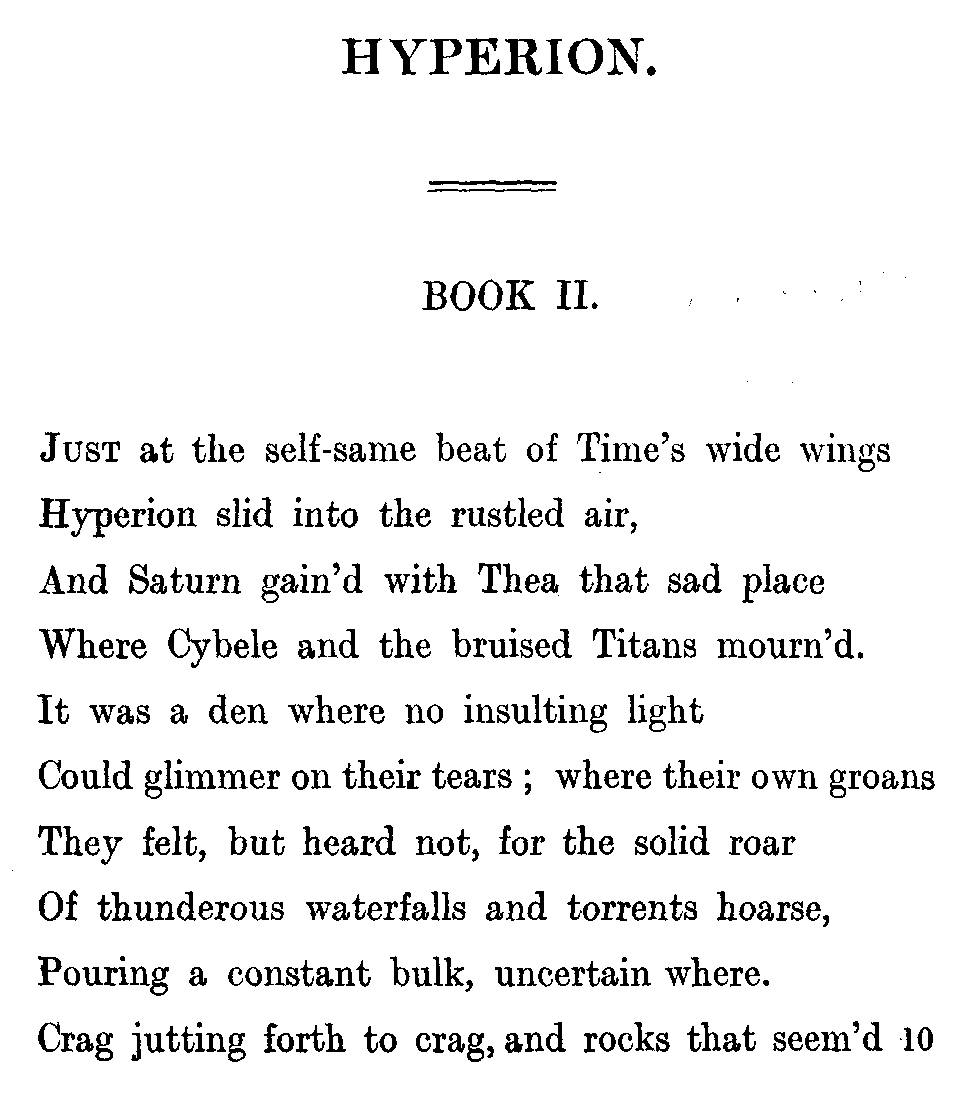 HYPERION.
BOOK II.
JUST at the self-same beat of Time's wide wings
Hyperion slid into the rustled air,
And Saturn gain'd with Thea that sad place
Where Cybele and the bruised Titans mourn'd.
It was a den where no insulting light
Could glimmer on their tears ; where their own groans
They felt, but heard not, for the solid roar
Of thunderous waterfalls and torrents hoarse,
Pouring a constant bulk, uncertain where.
Crag jutting forth to crag, and rocks that seem'd 10